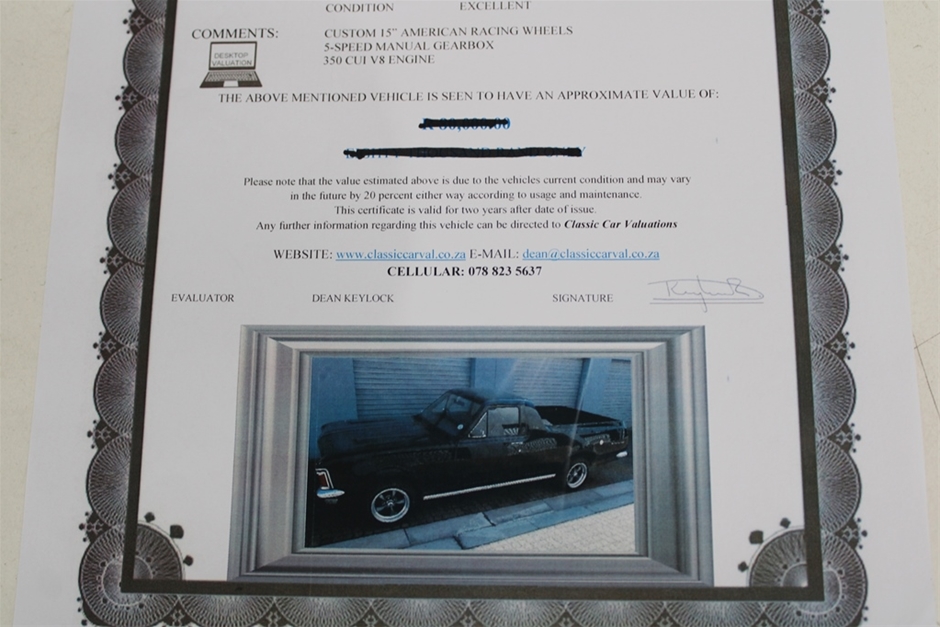 CONDITION EXCELLENT
COMMENTS: CUSTOM 15" AMERICAN RACING WHEELS
5-SPEED MANUAL GEARBOX
350 CUI V8 ENGINE
DESKTOP
VALUATION
THE ABOVE MENTIONED VEHICLE IS SEEN TO HAVE AN APPROXIMATE VALUE OF:
Please note that the value estimated above is due to the vehicles current condition and may vary
in the future by 20 percent either way according to usage and maintenance.
This certificate is valid for two years after date of issue.
Any further information regarding this vehicle can be directed to Classic Car Valuations
WEBSITE: www.classiccarval.co.za E-MAIL: dean@classiccarval.co.za
CELLULAR: 078 823 5637
EVALUATOR DEAN KEYLOCK SIGNATURE